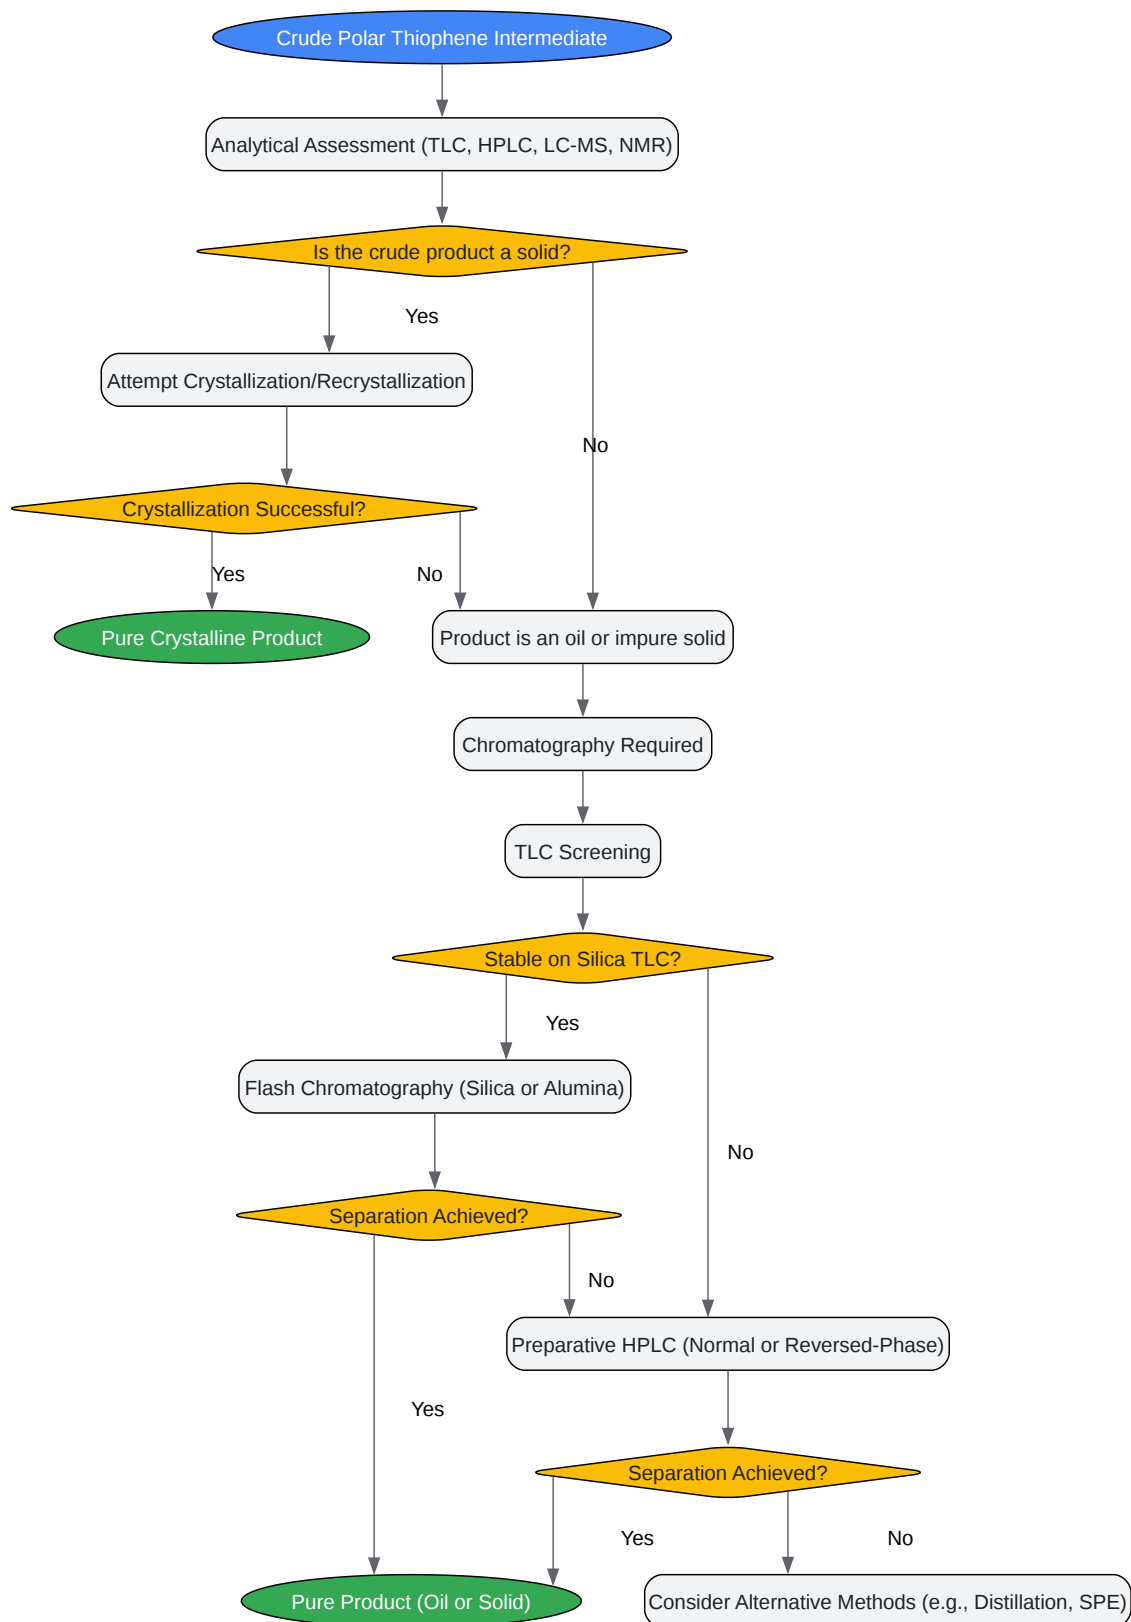 Crude Polar Thiophene Intermediate
Analytical Assessment (TLC, HPLC, LC-MS, NMR)
Is the crude product a solid?
Yes
Attempt Crystallization/Recrystallization
No
Crystallization Successful?
Yes
No
Pure Crystalline Product
Product is an oil or impure solid
Chromatography Required
TLC Screening
Stable on Silica TLC?
Yes
Flash Chromatography (Silica or Alumina)
No
Separation Achieved?
No
Preparative HPLC (Normal or Reversed-Phase)
Yes
Separation Achieved?
Yes
No
Pure Product (Oil or Solid)
Consider Alternative Methods (e.g., Distillation, SPE)